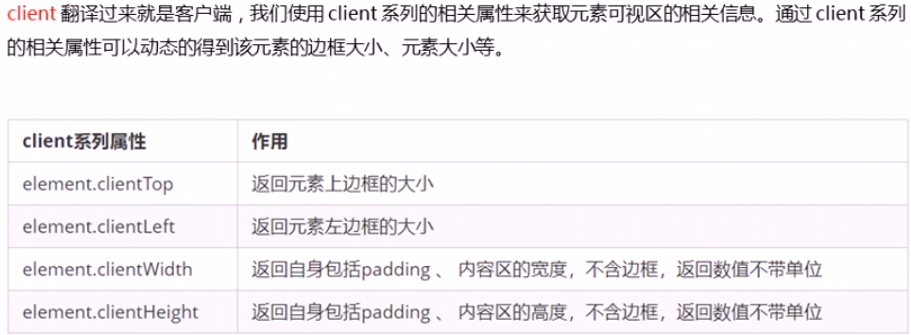 client 翻译过来就是客户端，我们使用 client 系列的相关属性来获取元素可视区的相关信息。通过 client 系列
的相关属性可以动态的得到该元素的边框大小、元素大小等。
client系列属性 作用
element.clientTop 返回元素上边框的大小
element.clientLeft 返回元素左边框的大小
element.clientWidth 返回自身包括padding 、 内容区的宽度，不含边框，返回数值不带单位
element.clientHeight 返回自身包括padding 、 内容区的高度，不含边框，返回数值不带单位